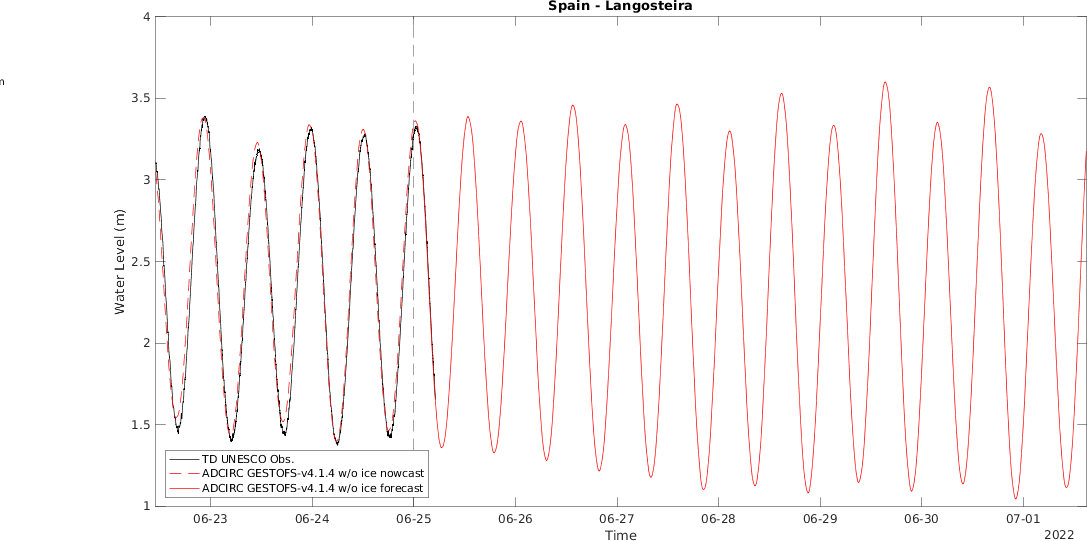 Spain - Langosteira
4
3.5
3
2.5
2
1.5
1
Water Level (m)
TD UNESCO Obs.
ADCIRC GESTOFS-v4.1.4 w/o ice nowcast
ADCIRC GESTOFS-v4.1.4 w/o ice forecast
06-23 06-24 06-25 06-26 06-27 06-28 06-29 06-30 07-01
Time
2022